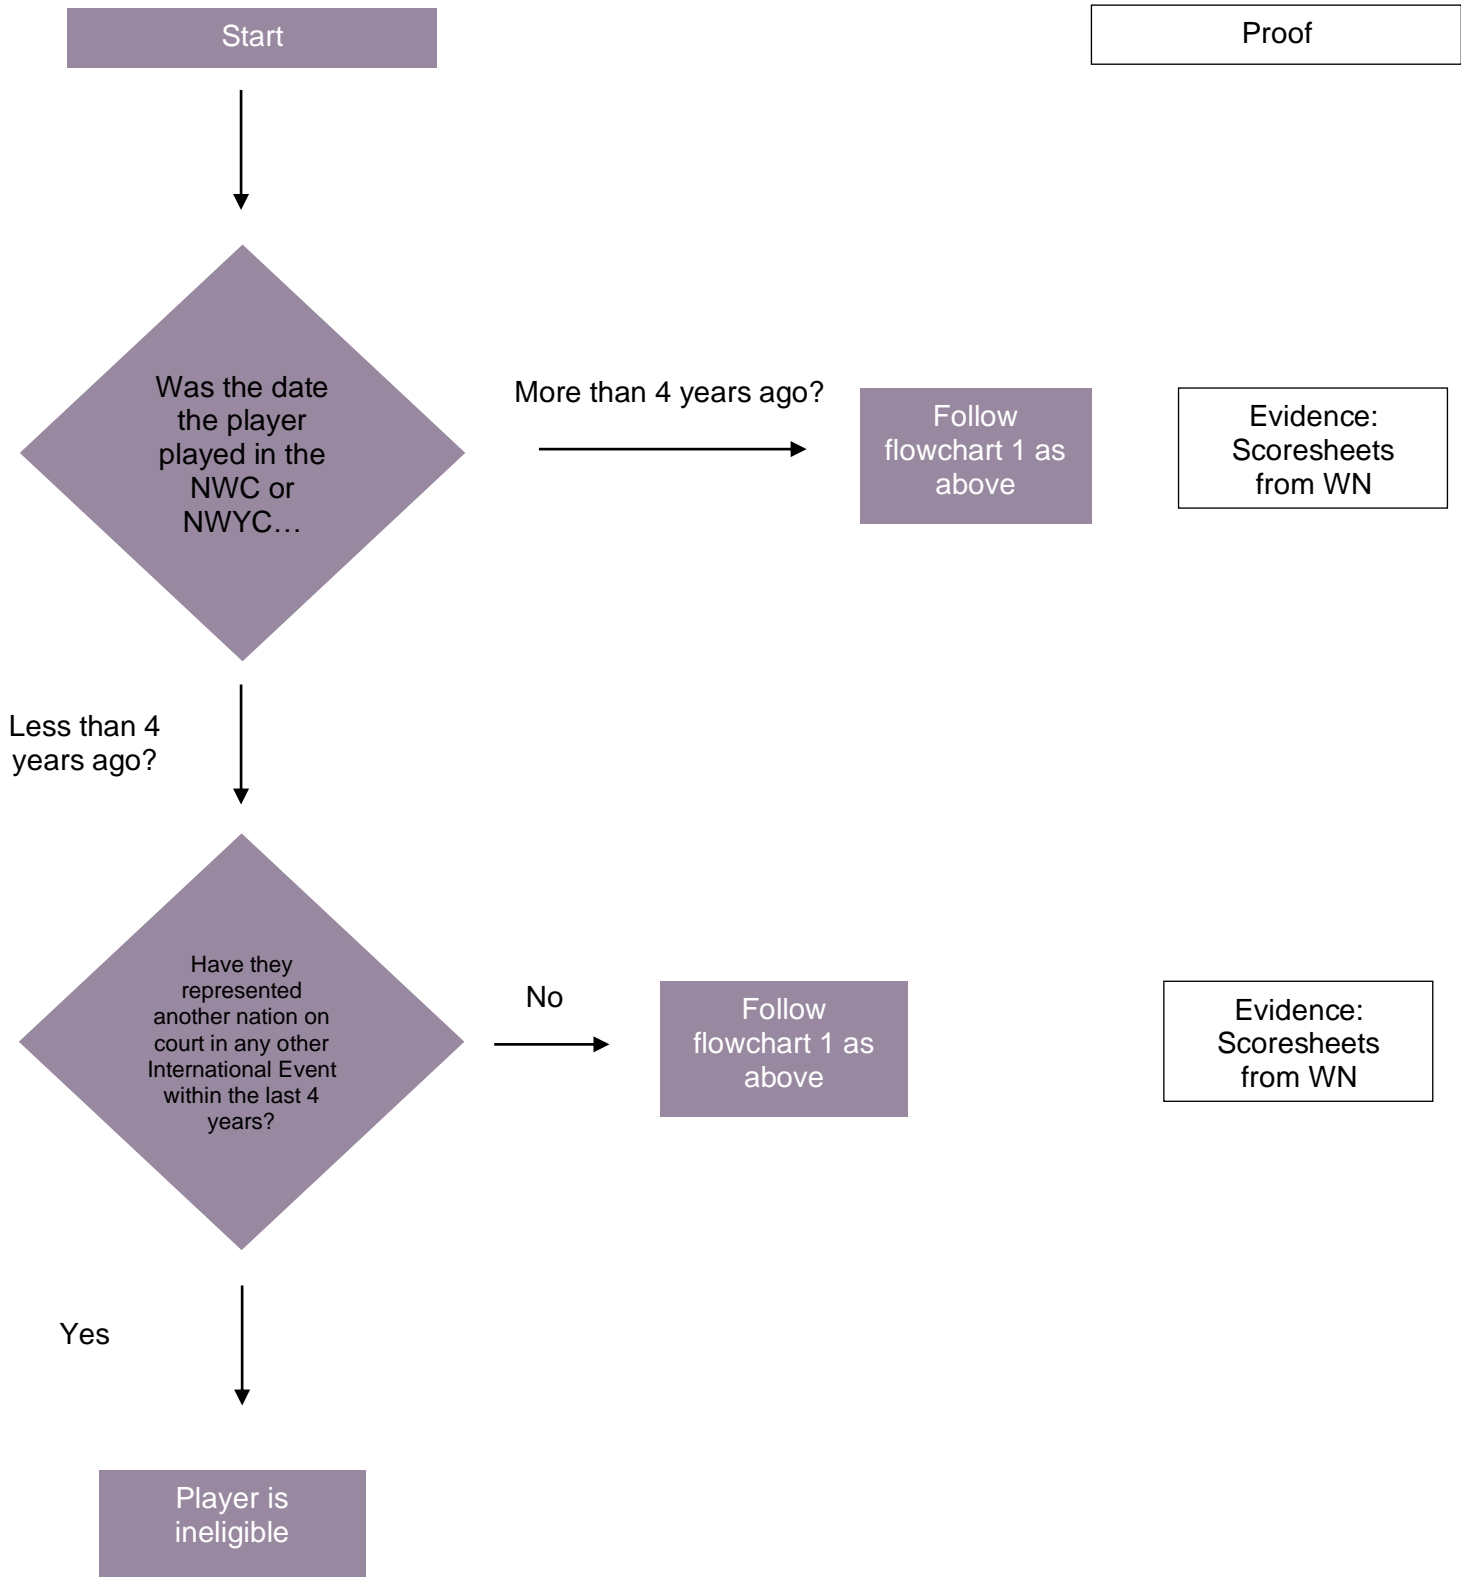 Start
Proof
Was the date
the player
played in the
NWC or
NWYC…
More than 4 years ago?
Follow
flowchart 1 as
above
Evidence:
Scoresheets
from WN
Less than 4
years ago?
Have they
represented
another nation on
court in any other
International Event
within the last 4
years?
No
Follow
flowchart 1 as
above
Evidence:
Scoresheets
from WN
Yes
Player is
ineligible